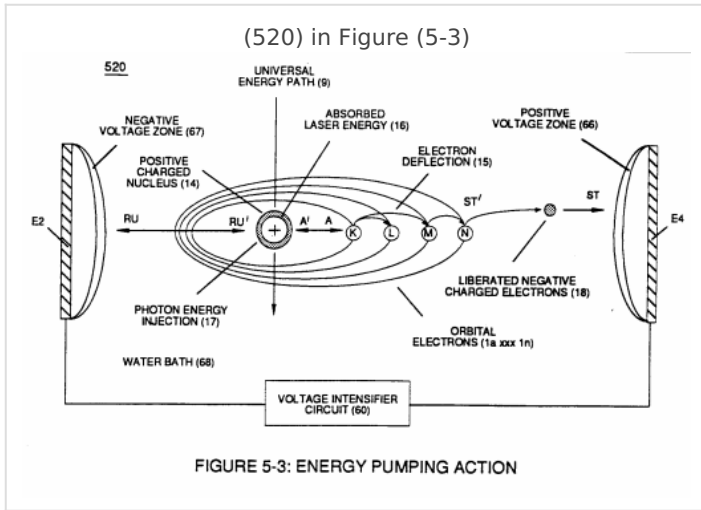 (520) in Figure (5-3)
520
UNIVERSAL
ENERGY PATH (9)
NEGATIVE
VOLTAGE ZONE (67)
ABSORBED
LASER ENERGY (16)
POSITIVE
VOLTAGE ZONE (66)
POSITIVE
CHARGED
NUCLEUS (14)
ELECTRON
DEFLECTION (15)
E2
RU
RU'
+
A'
A
K
L
M
N
ST'
ST
E4
LIBERATED NEGATIVE
CHARGED ELECTRONS (18)
PHOTON ENERGY
INJECTION (17)
ORBITAL
ELECTRONS (1a xxx 1n)
WATER BATH (68)
VOLTAGE INTENSIFIER
CIRCUIT (60)
FIGURE 5-3: ENERGY PUMPING ACTION